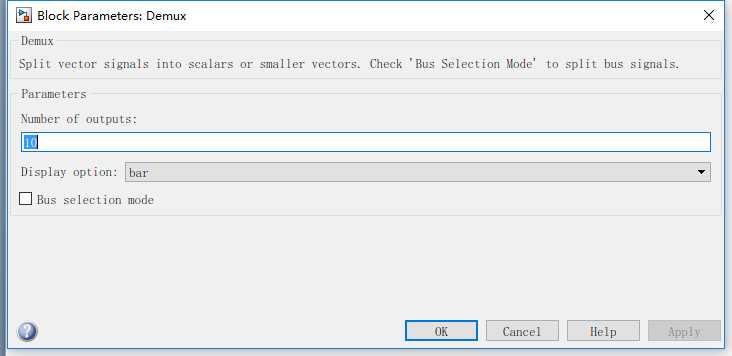 Block Parameters: Demux
Demux
Split vector signals into scalars or smaller vectors. Check 'Bus Selection Mode' to split bus signals.
Parameters
Number of outputs:
10
Display option: bar
Bus selection mode
? OK Cancel Help Apply